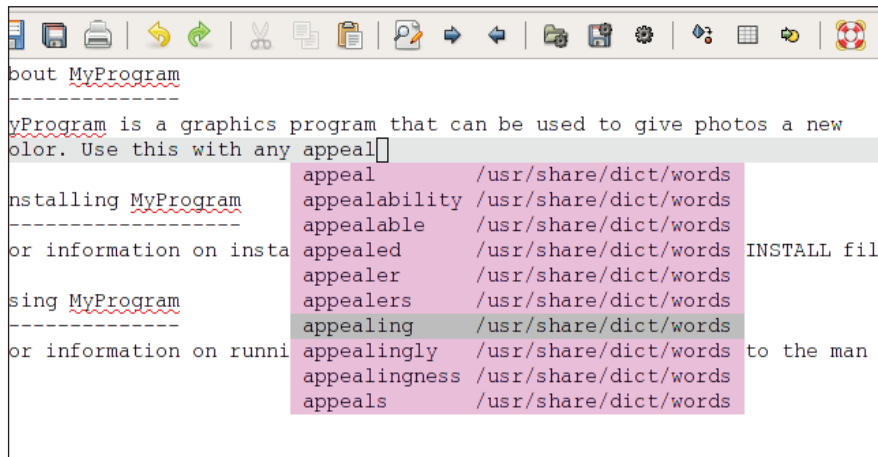 bout MyProgram
--------------
yProgram is a graphics program that can be used to give photos a new
olor. Use this with any appeal
appeal /usr/share/dict/words
nstalling MyProgram appealability /usr/share/dict/words
------------------- appealable /usr/share/dict/words
or information on insta appealed /usr/share/dict/words INSTALL fil
appealer /usr/share/dict/words
sing MyProgram appealers /usr/share/dict/words
-------------- appealing /usr/share/dict/words
or information on runni appealingly /usr/share/dict/words to the man
appealingness /usr/share/dict/words
appeals /usr/share/dict/words